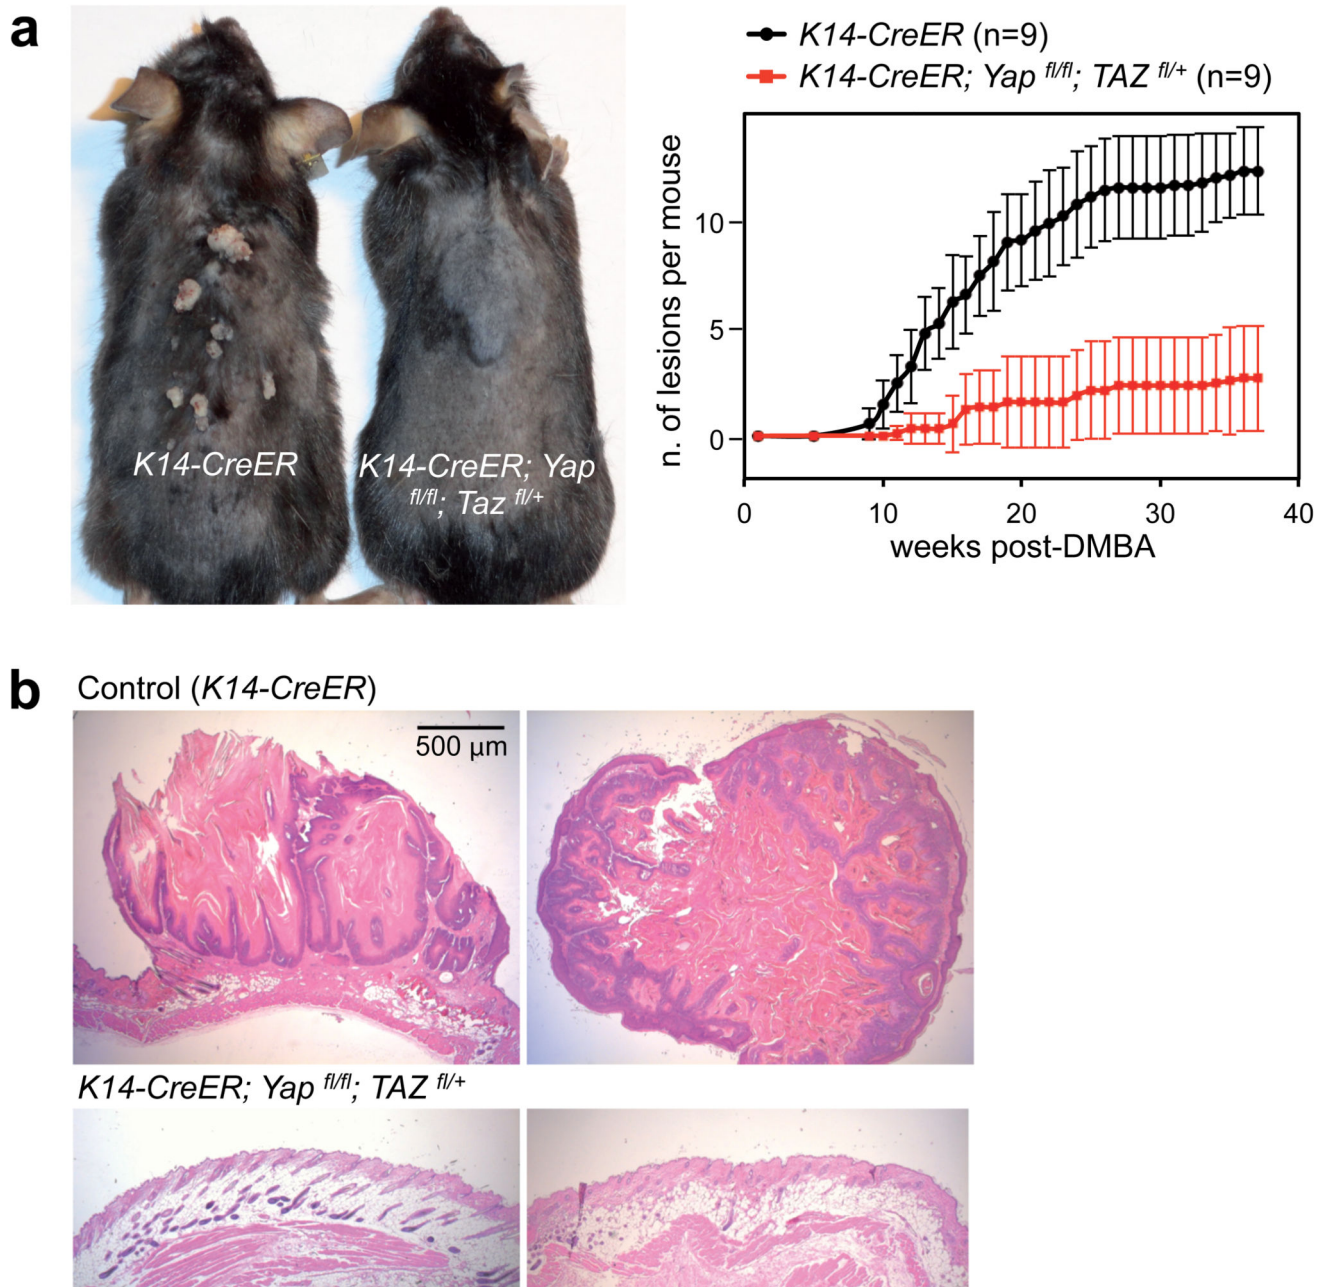 a
K14-CreER
K14-CreER; Yap
fl/fl; Taz fl/+
K14-CreER (n=9)
K14-CreER; Yap fl/fl; TAZ fl/+ (n=9)
n. of lesions per mouse
10
5
0
0 10 20 30 40
weeks post-DMBA
b
Control (K14-CreER)
500 μm
K14-CreER; Yap fl/fl; TAZ fl/+